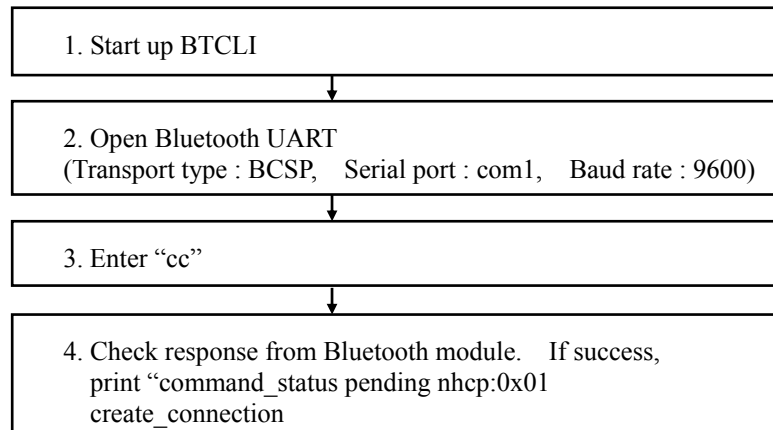 1. Start up BTCLI
2. Open Bluetooth UART
(Transport type : BCSP, Serial port : com1, Baud rate : 9600)
3. Enter “cc”
4. Check response from Bluetooth module. If success,
print “command_status pending nhcp:0x01
create_connection